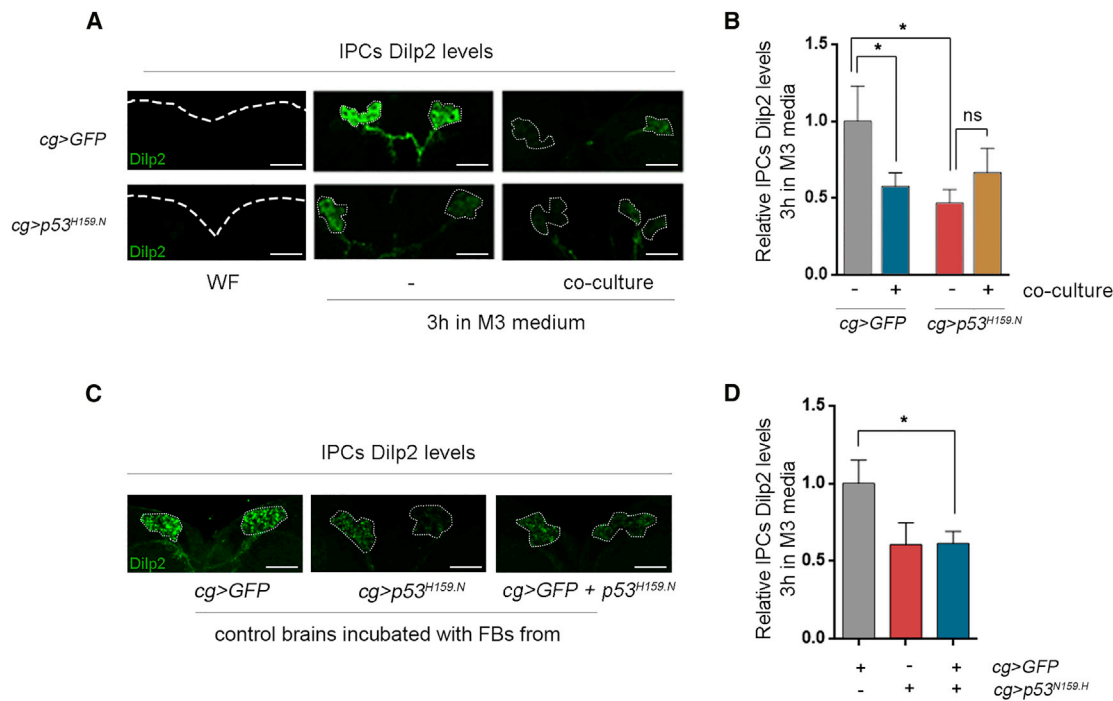 A
IPCs Dilp2 levels
cg>GFP
Dilp2
cg>p53H159.N
Dilp2
WF
-
co-culture
3h in M3 medium
B
Relative IPCs Dilp2 levels
3h in M3 media
1.5
1.0
0.5
0.0
*
*
ns
- + - + co-culture
cg>GFP cg>p53H159.N
C
IPCs Dilp2 levels
Dilp2
cg>GFP cg>p53H159.N cg>GFP + p53H159.N
control brains incubated with FBs from
D
Relative IPCs Dilp2 levels
3h in M3 media
1.5
1.0
0.5
0.0
*
+ - + cg>GFP
- + + cg>p53N159.H